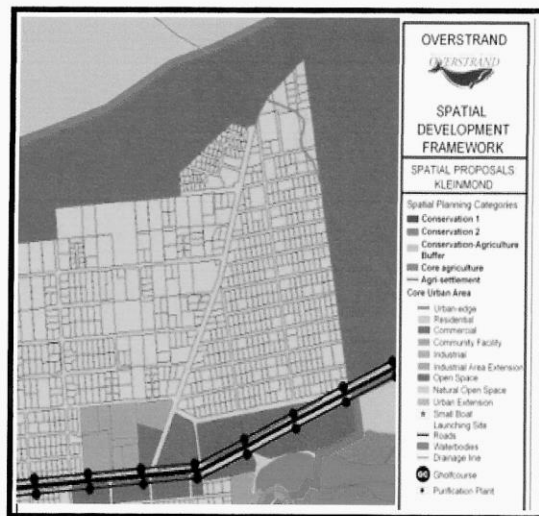 OVERSTRAND
OVERSTRAND
SPATIAL
DEVELOPMENT
FRAMEWORK
SPATIAL PROPOSALS
KLEINMOND
Spatial Planning Categories
Conservation 1
Conservation 2
Conservation-Agriculture
Buffer
Core agriculture
Agri-settlement
Core Urban Area
Urban-edge
Residential
Commercial
Community Facility
Industrial
Industrial Area Extension
Open Space
Natural Open Space
Urban Extension
Small Boat
Launching Site
Roads
Waterbodies
Drainage line
Gholfcourse
Purification Plant